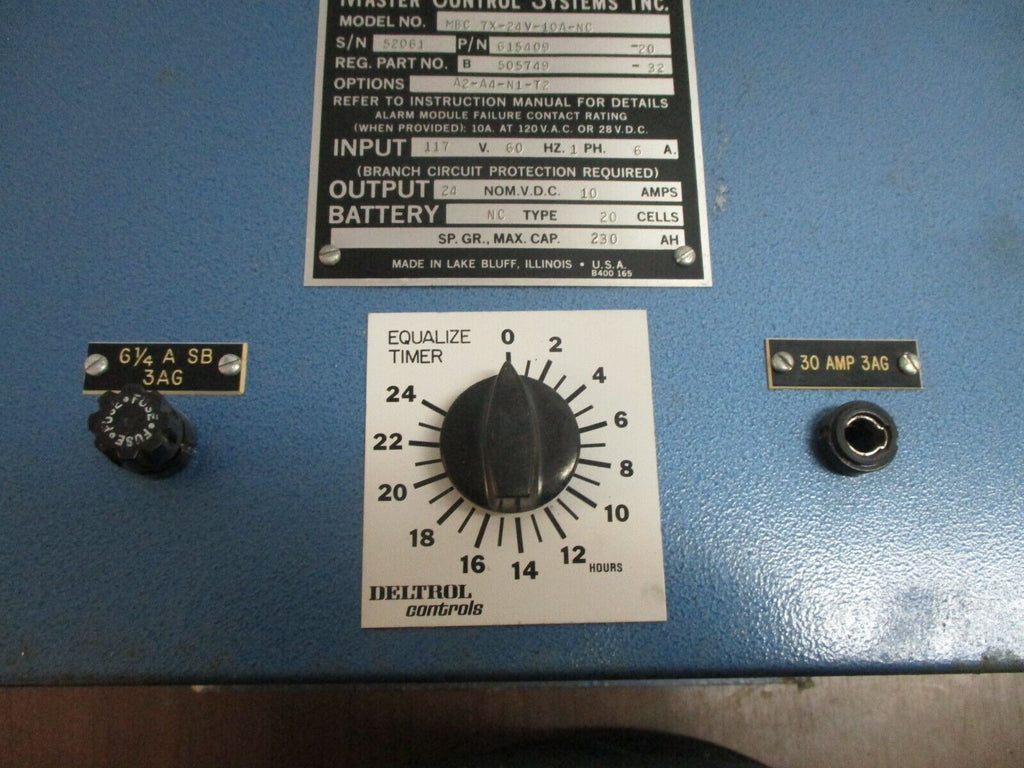 MASTER CONTROL SYSTEMS INC.
MODEL NO. MBC 7X-24V-10A-NC
S/N 52061 P/N 615409 -20
REG. PART NO. B 505749 - 32
OPTIONS A2-A4-N1-T2
REFER TO INSTRUCTION MANUAL FOR DETAILS
ALARM MODULE FAILURE CONTACT RATING
(WHEN PROVIDED): 10A. AT 120 V.A.C. OR 28 V.D.C.
INPUT 117 V. 60 HZ. 1 PH. 6 A.
(BRANCH CIRCUIT PROTECTION REQUIRED)
OUTPUT 24 NOM.V.D.C. 10 AMPS
BATTERY NC TYPE 20 CELLS
SP. GR., MAX. CAP. 230 AH
MADE IN LAKE BLUFF, ILLINOIS • U.S.A.
B400 165
6¼ A SB
3AG
FUSE • FUSE • FUSE •
EQUALIZE
TIMER
0
2
4
6
8
10
12
HOURS
14
16
18
20
22
24
DELTROL
controls
30 AMP 3AG